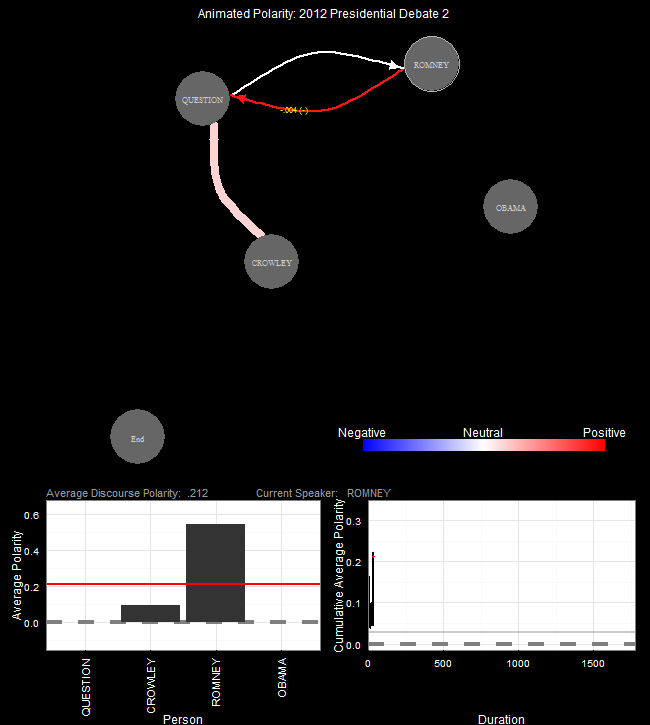 Animated Polarity: 2012 Presidential Debate 2
ROMNEY
QUESTION
-.004 (-)
OBAMA
CROWLEY
End
Negative Neutral Positive
Average Discourse Polarity: .212 Current Speaker: ROMNEY
Average Polarity
0.6
0.4
0.2
0.0
QUESTION
CROWLEY
ROMNEY
OBAMA
Person
Cumulative Average Polarity
0.3
0.2
0.1
0.0
0 500 1000 1500
Duration